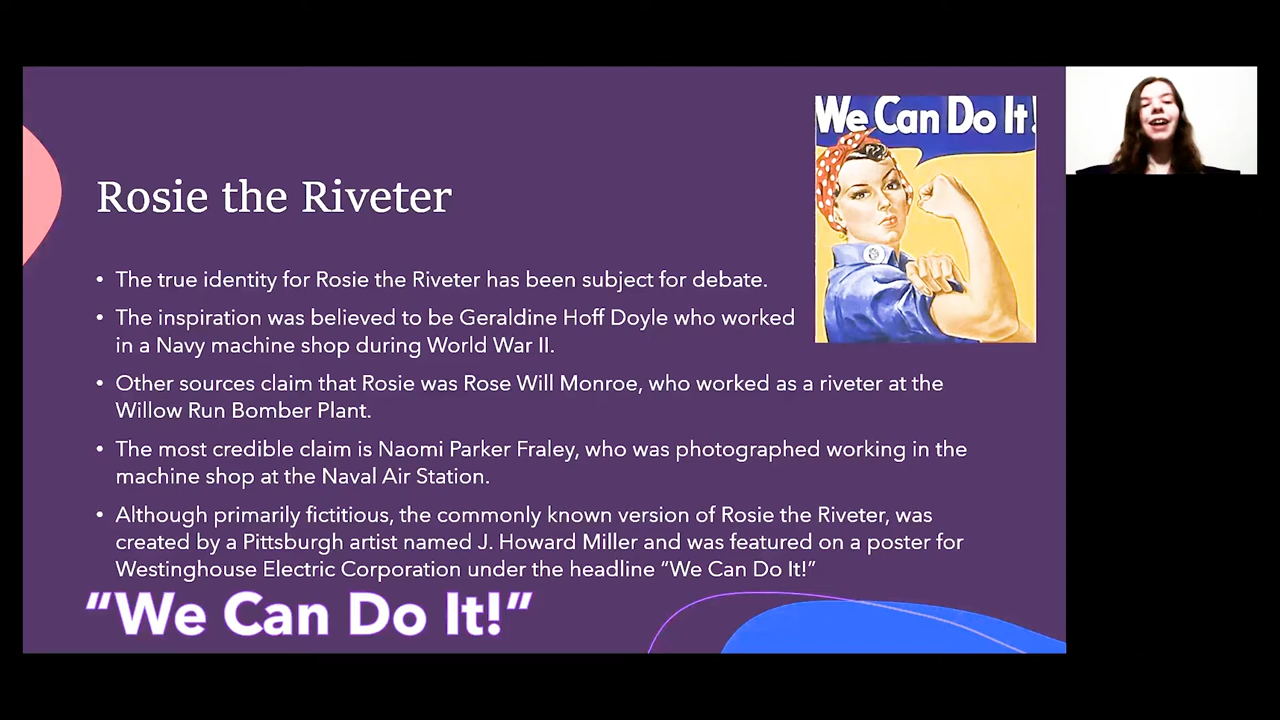 We Can Do It!
Rosie the Riveter
• The true identity for Rosie the Riveter has been subject for debate.
• The inspiration was believed to be Geraldine Hoff Doyle who worked
in a Navy machine shop during World War II.
• Other sources claim that Rosie was Rose Will Monroe, who worked as a riveter at the
Willow Run Bomber Plant.
• The most credible claim is Naomi Parker Fraley, who was photographed working in the
machine shop at the Naval Air Station.
• Although primarily fictitious, the commonly known version of Rosie the Riveter, was
created by a Pittsburgh artist named J. Howard Miller and was featured on a poster for
Westinghouse Electric Corporation under the headline “We Can Do It!”
“We Can Do It!”